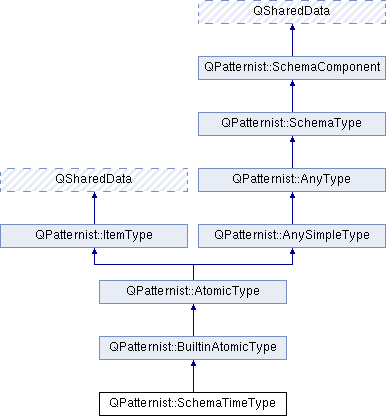 QSharedData
QPatternist::SchemaComponent
QPatternist::SchemaType
QSharedData
QPatternist::AnyType
QPatternist::ItemType
QPatternist::AnySimpleType
QPatternist::AtomicType
QPatternist::BuiltinAtomicType
QPatternist::SchemaTimeType